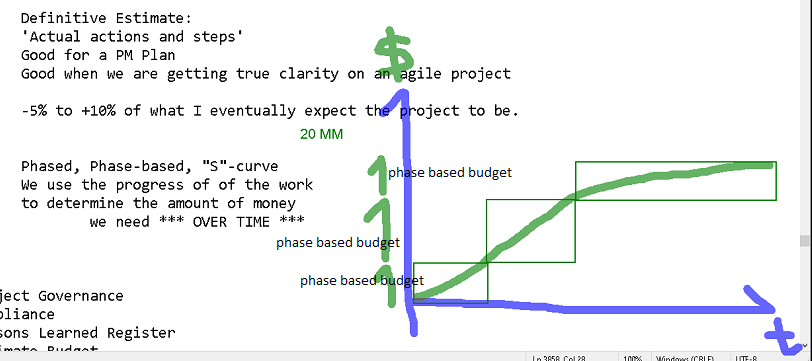 Definitive Estimate:
'Actual actions and steps'
Good for a PM Plan
Good when we are getting true clarity on an agile project
$
-5% to +10% of what I eventually expect the project to be.
20 MM
Phased, Phase-based, "S"-curve
We use the progress of of the work
to determine the amount of money
we need *** OVER TIME ***
phase based budget
phase based budget
phase based budget
ject Governance
pliance
sons Learned Register
imate Budget
t
Ln 3858, Col 28
100%
Windows (CRLF)
UTF-8